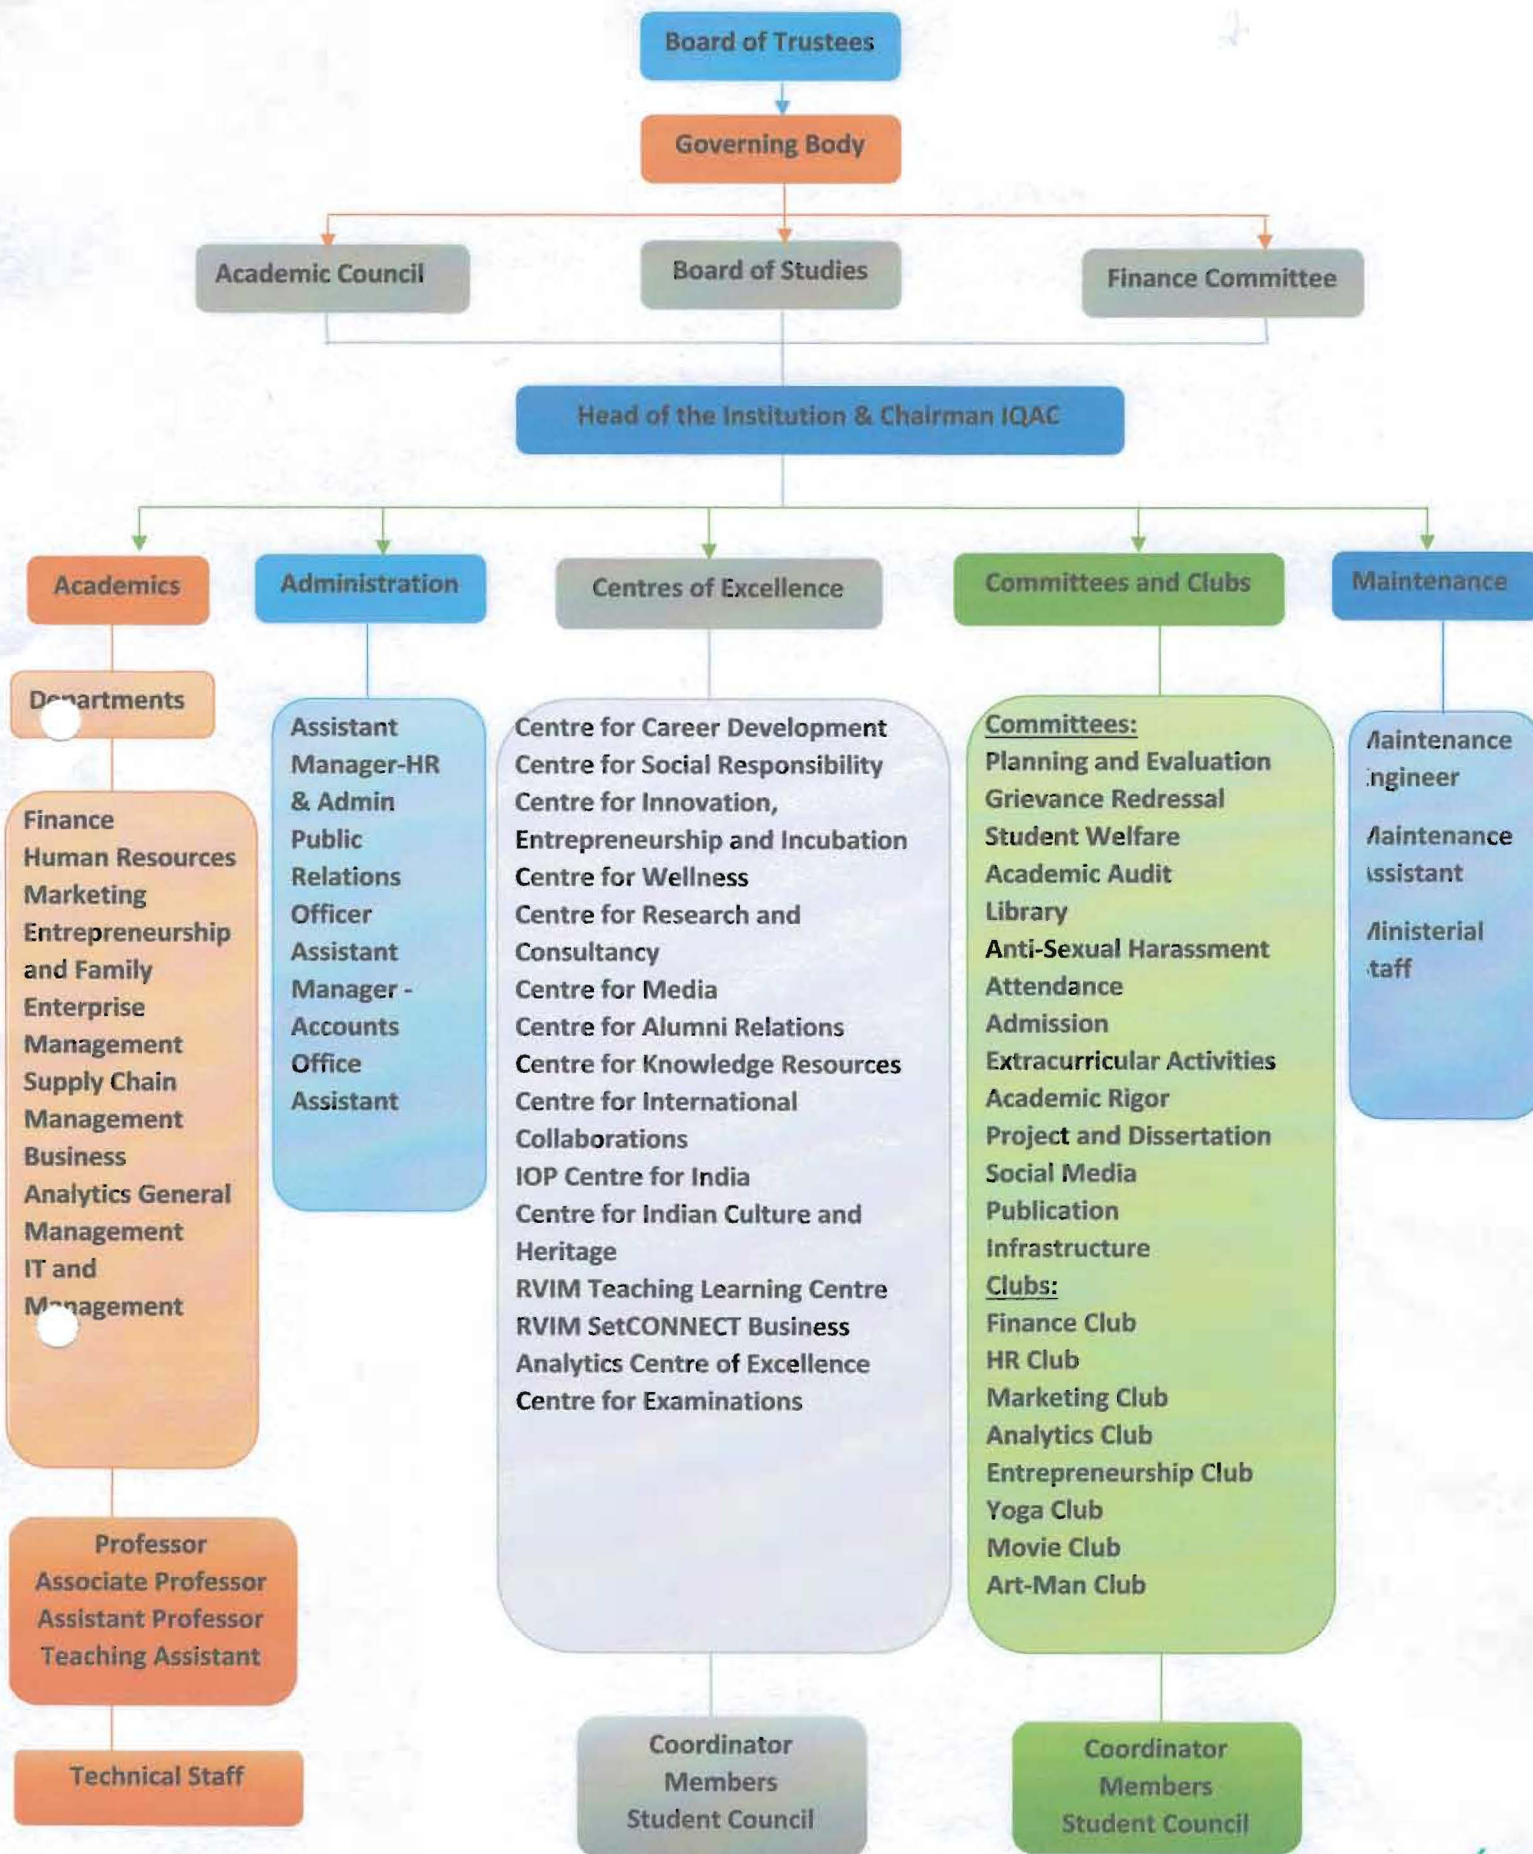 Board of Trustees
Governing Body
Academic Council
Board of Studies
Finance Committee
Head of the Institution & Chairman IQAC
Academics
Administration
Centres of Excellence
Committees and Clubs
Maintenance
Departments
Finance
Human Resources
Marketing
Entrepreneurship
and Family
Enterprise
Management
Supply Chain
Management
Business
Analytics General
Management
IT and
Management
Professor
Associate Professor
Assistant Professor
Teaching Assistant
Technical Staff
Assistant
Manager-HR
& Admin
Public
Relations
Officer
Assistant
Manager -
Accounts
Office
Assistant
Centre for Career Development
Centre for Social Responsibility
Centre for Innovation,
Entrepreneurship and Incubation
Centre for Wellness
Centre for Research and
Consultancy
Centre for Media
Centre for Alumni Relations
Centre for Knowledge Resources
Centre for International
Collaborations
IOP Centre for India
Centre for Indian Culture and
Heritage
RVIM Teaching Learning Centre
RVIM SetCONNECT Business
Analytics Centre of Excellence
Centre for Examinations
Coordinator
Members
Student Council
Committees:
Planning and Evaluation
Grievance Redressal
Student Welfare
Academic Audit
Library
Anti-Sexual Harassment
Attendance
Admission
Extracurricular Activities
Academic Rigor
Project and Dissertation
Social Media
Publication
Infrastructure
Clubs:
Finance Club
HR Club
Marketing Club
Analytics Club
Entrepreneurship Club
Yoga Club
Movie Club
Art-Man Club
Coordinator
Members
Student Council
Maintenance
Engineer
Maintenance
Assistant
Ministerial
Staff